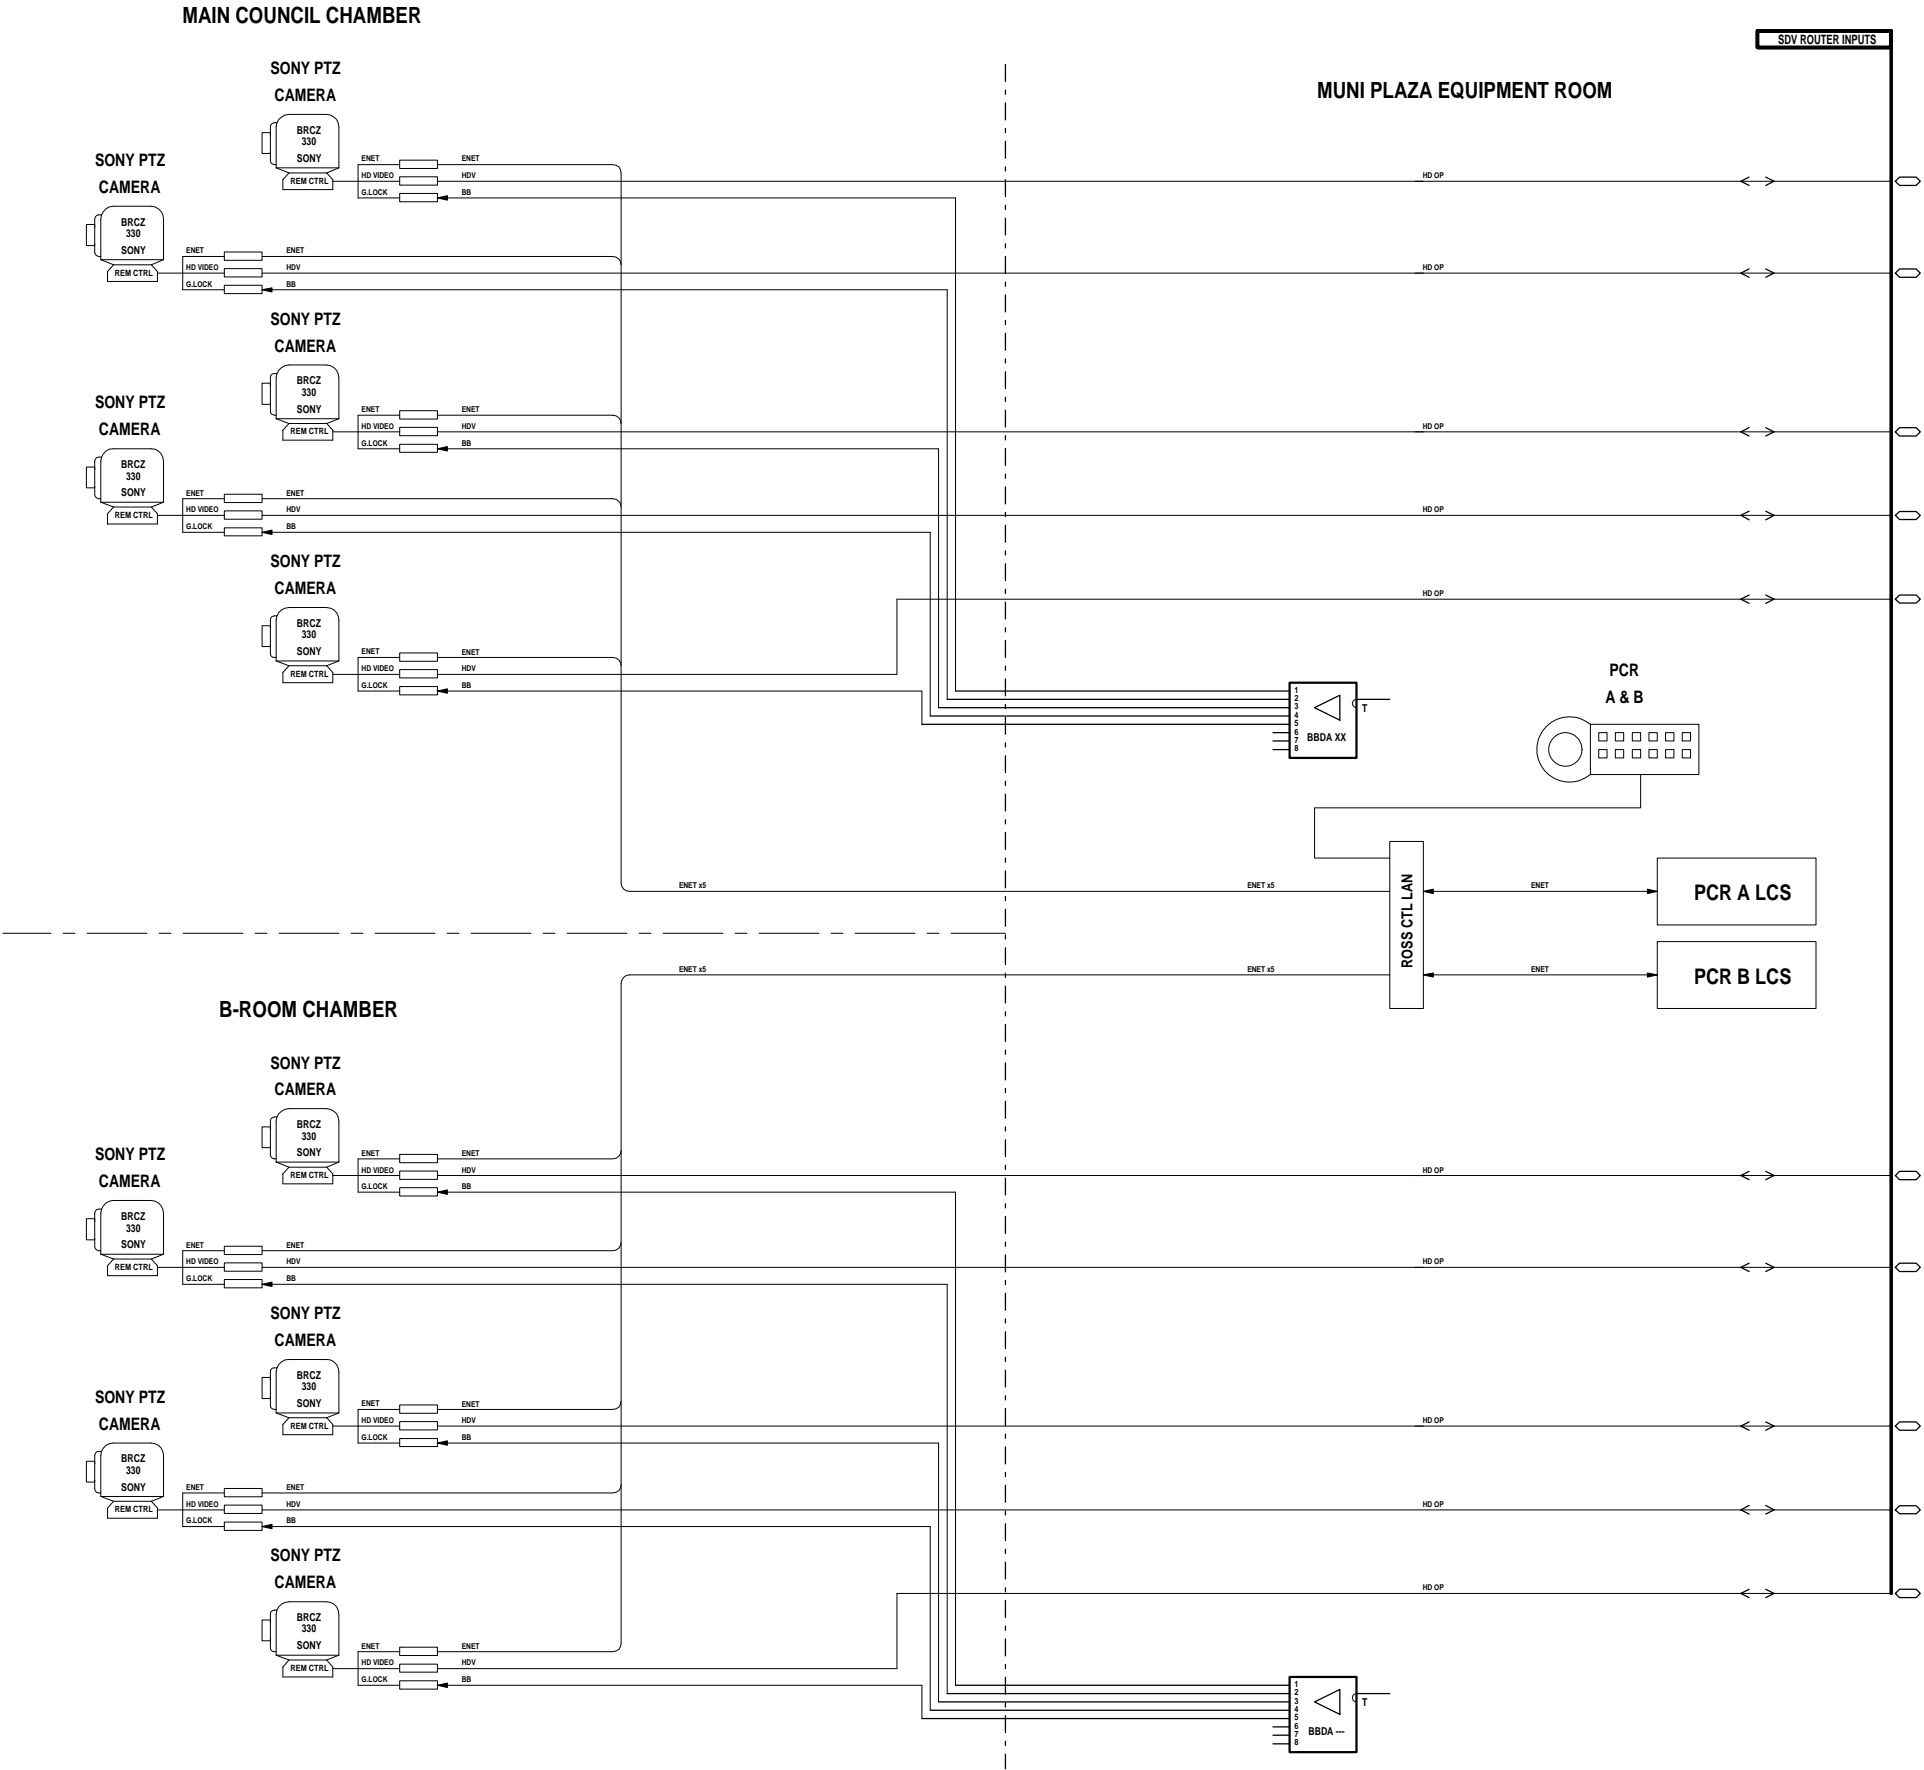 MAIN COUNCIL CHAMBER
SDV ROUTER INPUTS
MUNI PLAZA EQUIPMENT ROOM
SONY PTZ
CAMERA
BRCZ
330
SONY
REM CTRL
ENET
ENET
HD VIDEO
HDV
HD OP
G.LOCK
BB
SONY PTZ
CAMERA
BRCZ
330
SONY
REM CTRL
ENET
ENET
HD VIDEO
HDV
HD OP
G.LOCK
BB
SONY PTZ
CAMERA
BRCZ
330
SONY
REM CTRL
ENET
ENET
HD VIDEO
HDV
HD OP
G.LOCK
BB
SONY PTZ
CAMERA
BRCZ
330
SONY
REM CTRL
ENET
ENET
HD VIDEO
HDV
HD OP
G.LOCK
BB
SONY PTZ
CAMERA
BRCZ
330
SONY
REM CTRL
ENET
ENET
HD VIDEO
HDV
HD OP
G.LOCK
BB
1
2
3
4
5
6
7
8
T
BBDA XX
PCR
A & B
ENET x5
ENET x5
ROSS CTL LAN
ENET
PCR A LCS
ENET x5
ENET x5
ENET
PCR B LCS
B-ROOM CHAMBER
SONY PTZ
CAMERA
BRCZ
330
SONY
REM CTRL
ENET
ENET
HD VIDEO
HDV
HD OP
G.LOCK
BB
SONY PTZ
CAMERA
BRCZ
330
SONY
REM CTRL
ENET
ENET
HD VIDEO
HDV
HD OP
G.LOCK
BB
SONY PTZ
CAMERA
BRCZ
330
SONY
REM CTRL
ENET
ENET
HD VIDEO
HDV
HD OP
G.LOCK
BB
SONY PTZ
CAMERA
BRCZ
330
SONY
REM CTRL
ENET
ENET
HD VIDEO
HDV
HD OP
G.LOCK
BB
SONY PTZ
CAMERA
BRCZ
330
SONY
REM CTRL
ENET
ENET
HD VIDEO
HDV
HD OP
G.LOCK
BB
1
2
3
4
5
6
7
8
T
BBDA ---